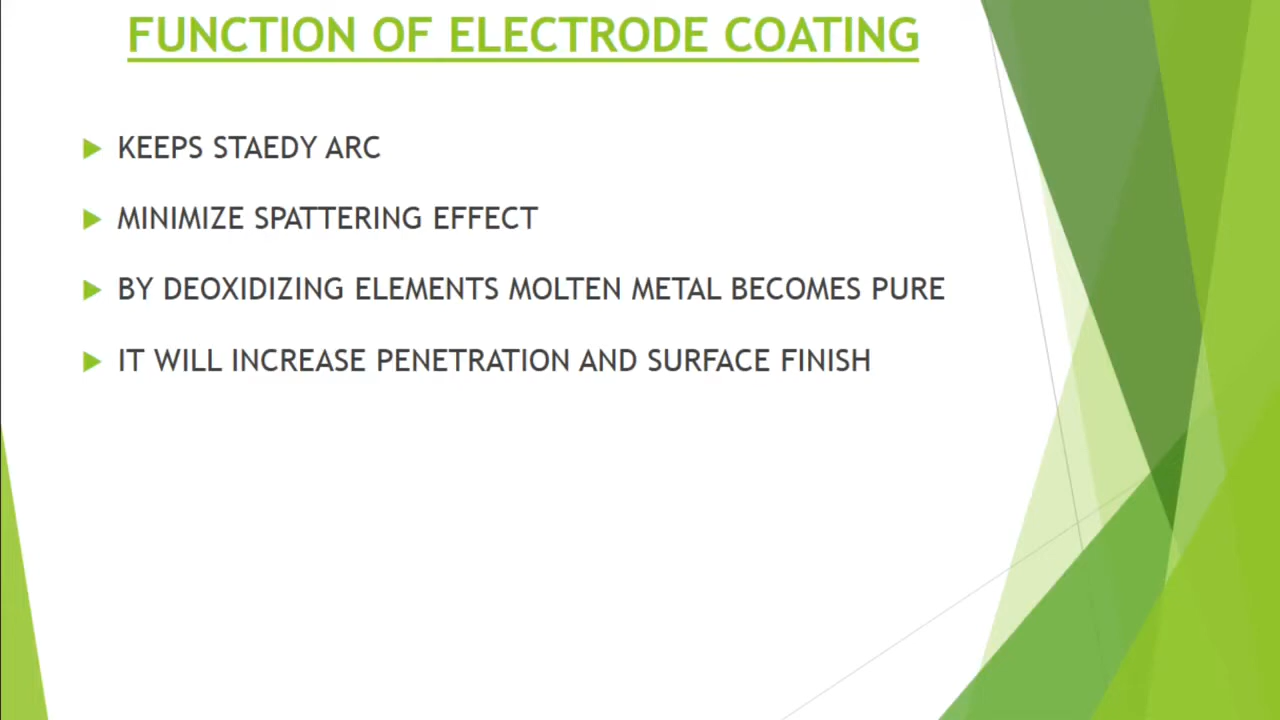 FUNCTION OF ELECTRODE COATING
KEEPS STAEDY ARC
MINIMIZE SPATTERING EFFECT
BY DEOXIDIZING ELEMENTS MOLTEN METAL BECOMES PURE
IT WILL INCREASE PENETRATION AND SURFACE FINISH